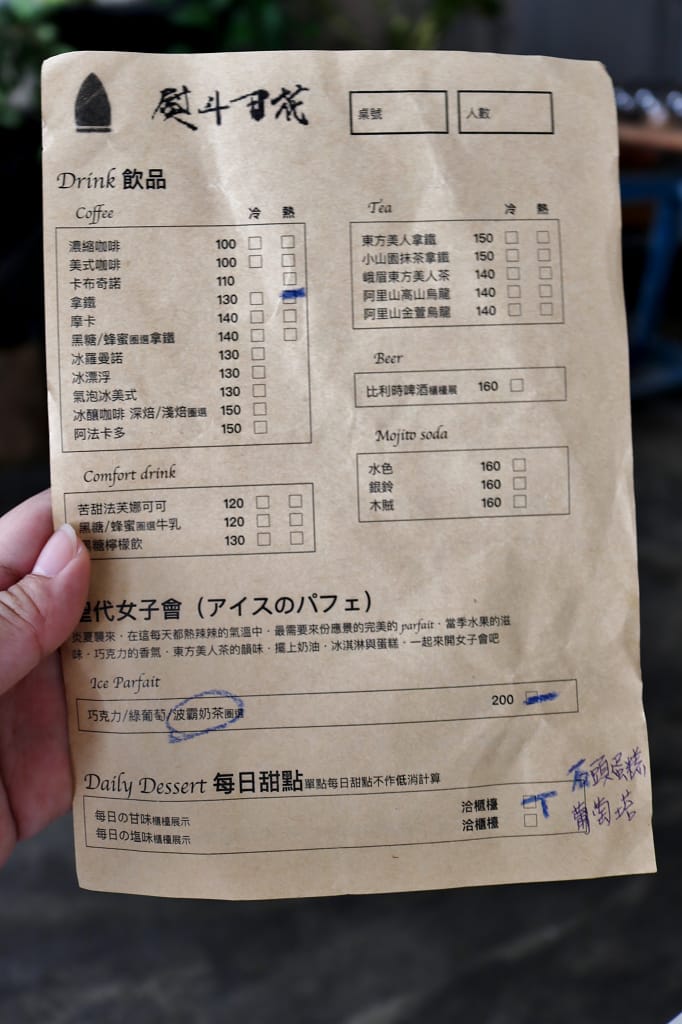 熨斗目花
桌號
人數
Drink 飲品
Coffee 冷 熱
濃縮咖啡 100
美式咖啡 100
卡布奇諾 110
拿鐵 130
摩卡 140
黑糖/蜂蜜圈選拿鐵 140
冰羅曼諾 130
冰漂浮 130
氣泡冰美式 130
冰釀咖啡 深焙/淺焙圈選 150
阿法卡多 150
Comfort drink
苦甜法芙娜可可 120
黑糖/蜂蜜圈選牛乳 120
黑糖檸檬飲 130
Tea 冷 熱
東方美人拿鐵 150
小山園抹茶拿鐵 150
峨眉東方美人茶 140
阿里山高山烏龍 140
阿里山金萱烏龍 140
Beer
比利時啤酒櫃檯展 160
Mojito soda
水色 160
銀鈴 160
木賊 160
聖代女子會（アイスのパフェ）
炎夏襲來．在這每天都熱辣辣的氣溫中．最需要來份應景的完美的 parfait．當季水果的滋
味．巧克力的香氣．東方美人茶的韻味．擺上奶油．冰淇淋與蛋糕．一起來開女子會吧
Ice Parfait
巧克力/綠葡萄/波霸奶茶圈選 200
Daily Dessert 每日甜點單點每日甜點不作低消計算
每日の甘味櫃檯展示 洽櫃檯
每日の塩味櫃檯展示 洽櫃檯
石頭蛋糕
葡萄塔